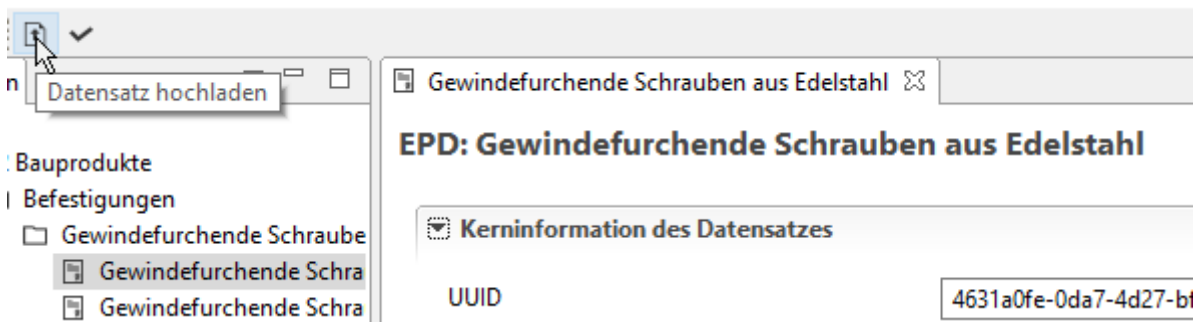 Datensatz hochladen
Bauprodukte
Befestigungen
Gewindefurchende Schraube
Gewindefurchende Schra
Gewindefurchende Schra
Gewindefurchende Schrauben aus Edelstahl
EPD: Gewindefurchende Schrauben aus Edelstahl
Kerninformation des Datensatzes
UUID
4631a0fe-0da7-4d27-bf